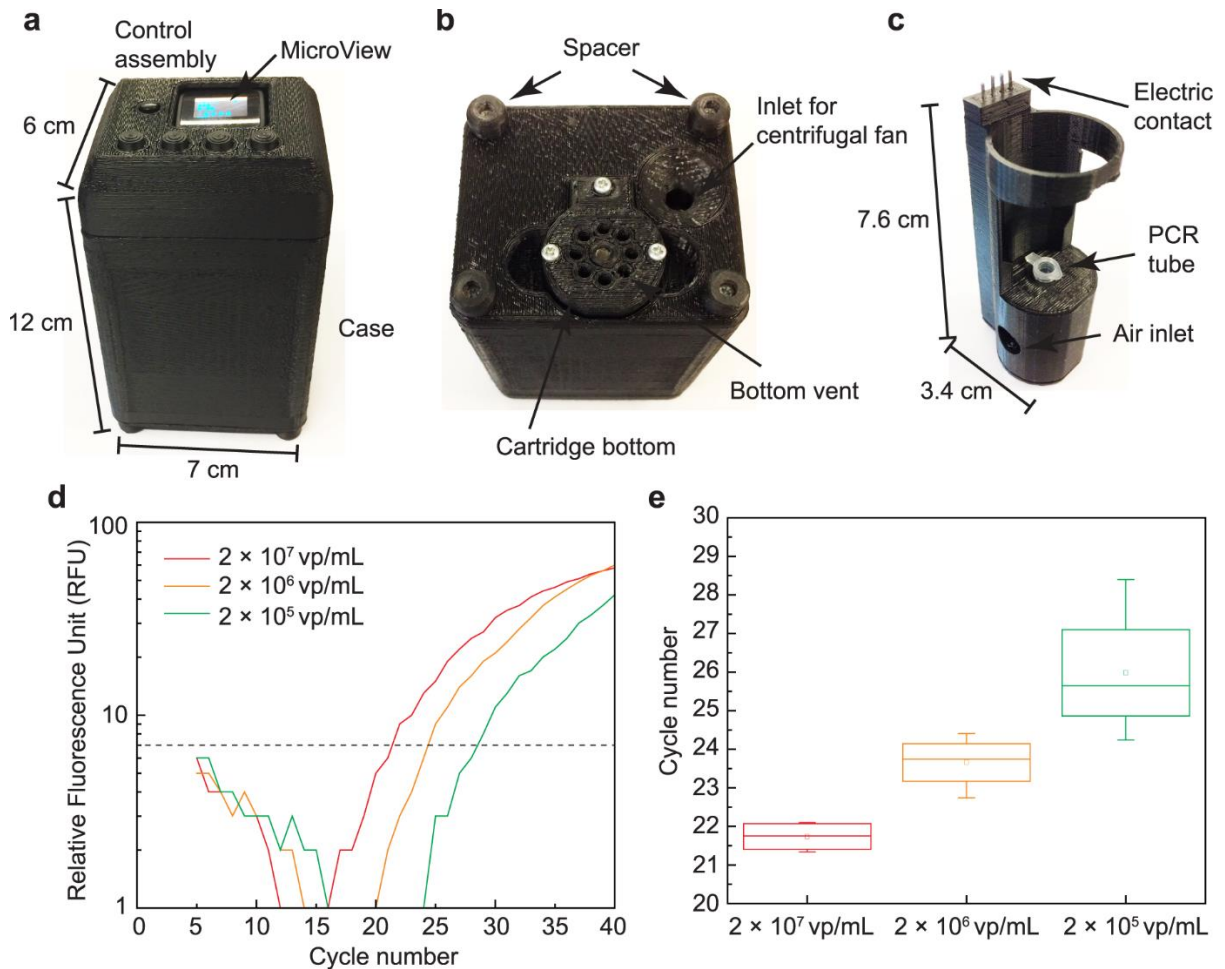 a
Control
assembly
MicroView
6 cm
12 cm
Case
7 cm
b
Spacer
Inlet for
centrifugal fan
Bottom vent
Cartridge bottom
c
Electric
contact
7.6 cm
PCR
tube
Air inlet
3.4 cm
d
Relative Fluorescence Unit (RFU)
100
10
1
2 × 10⁷ vp/mL
2 × 10⁶ vp/mL
2 × 10⁵ vp/mL
0 5 10 15 20 25 30 35 40
Cycle number
e
Cycle number
30
29
28
27
26
25
24
23
22
21
20
2 × 10⁷ vp/mL 2 × 10⁶ vp/mL 2 × 10⁵ vp/mL